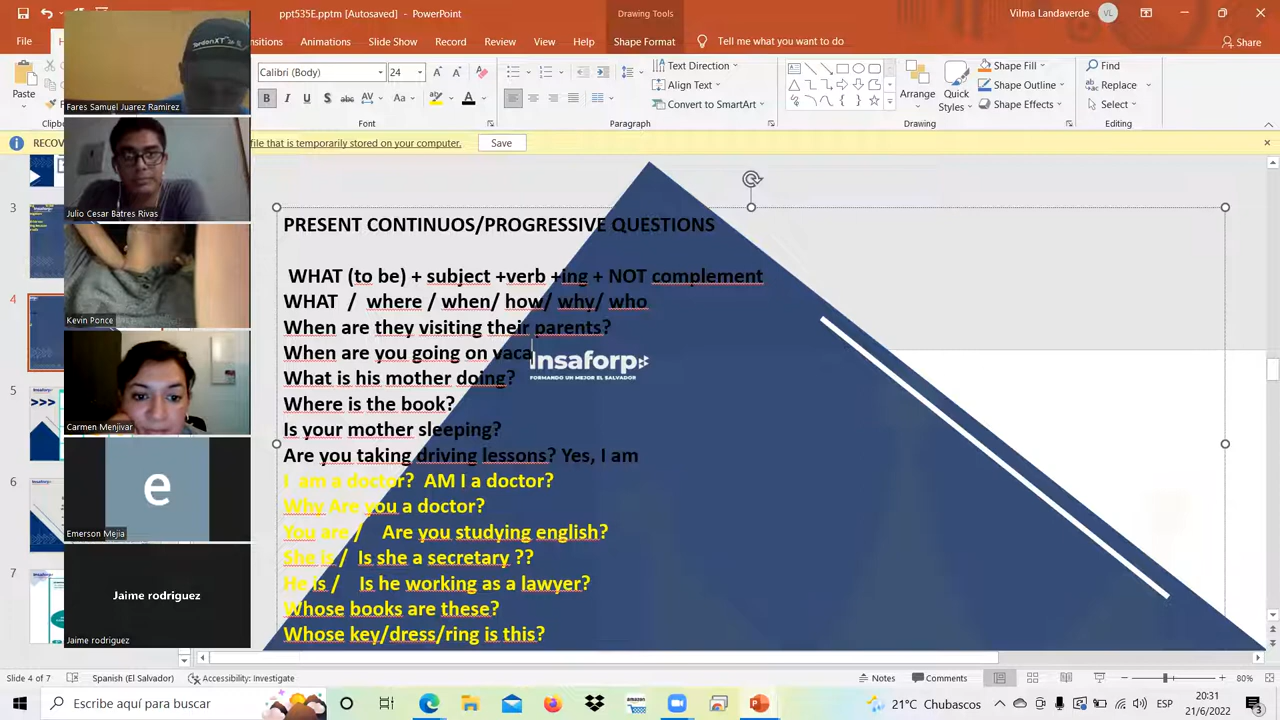 ppt535E.pptm
Drawing Tools
Vilma Landaverde
VL
File
Animations
Slide Show
Record
Review
View
Help
Shape Format
Tell me what you want to do
Share
Paste
Calibri (Body)
24
Text Direction
Align Text
Convert to SmartArt
Arrange
Quick
Styles
Shape Fill
Shape Outline
Shape Effects
Find
Replace
Select
Font
Paragraph
Drawing
Editing
file that is temporarily stored on your computer.
Save
Fares Samuel Juarez Ramirez
Julio Cesar Batres Rivas
Kevin Ponce
Carmen Menjivar
e
Emerson Mejia
Jaime rodriguez
Jaime rodriguez
3
4
5
6
PRESENT CONTINUOS/PROGRESSIVE QUESTIONS
WHAT (to be) + subject +verb +ing + NOT complement
WHAT / where / when/ how/ why/ who
When are they visiting their parents?
When are you going on vaca
What is his mother doing?
Where is the book?
Is your mother sleeping?
Are you taking driving lessons? Yes, I am
I am a doctor? AM I a doctor?
Why Are you a doctor?
You are / Are you studying english?
She is / Is she a secretary ??
He is / Is he working as a lawyer?
Whose books are these?
Whose key/dress/ring is this?
Insaforp
FORMANDO UN MEJOR EL SALVADOR
Slide 4 of 7
Spanish (El Salvador)
Accessibility: Investigate
Notes
Comments
80%
Escribe aquí para buscar
21°C Chubascos
ESP
20:31
21/6/2022
3